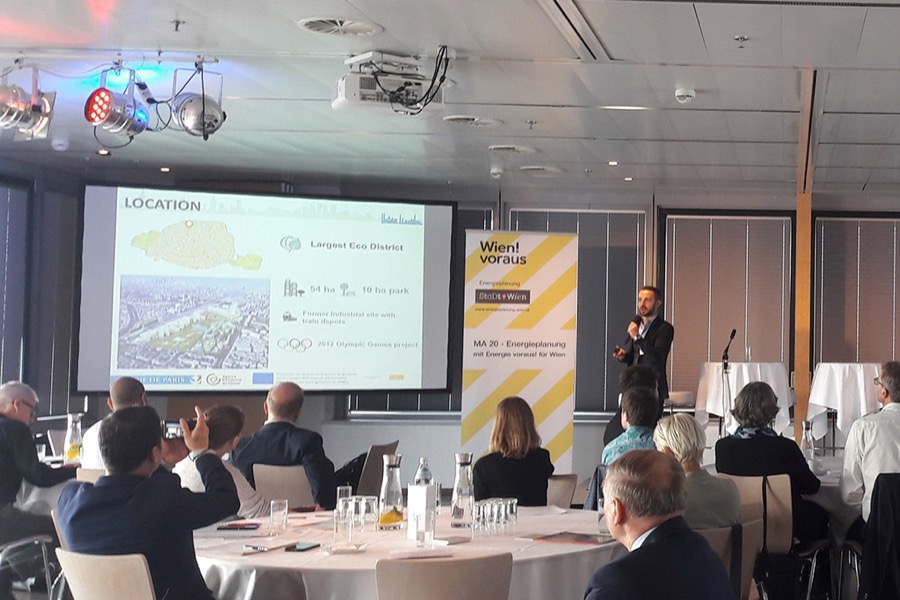 LOCATION
Largest Eco District
54 ha
10 ha park
Former industrial site with
train depots
2012 Olympic Games project
Wien!
voraus
Energieplanung
StaDt Wien
MA 20 - Energieplanung
mit Energie voraus! für Wien